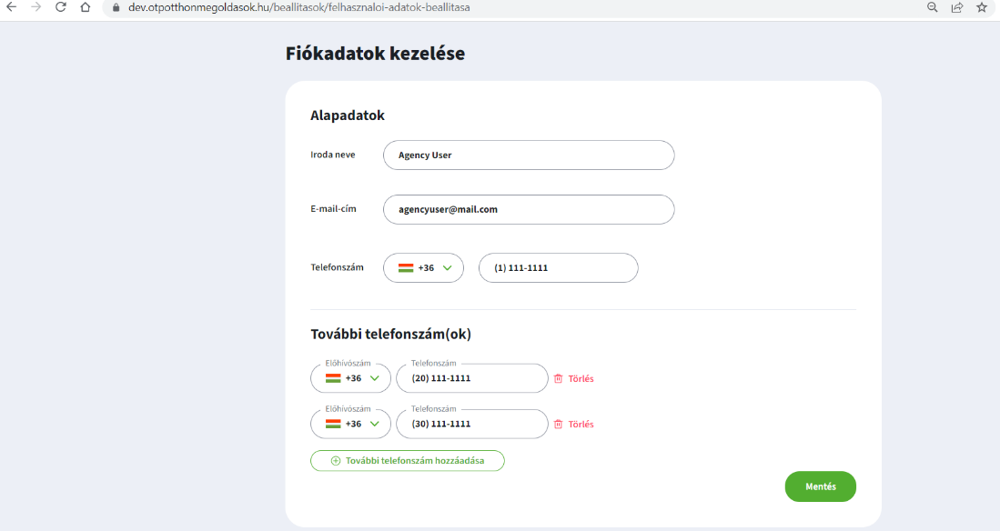 dev.otpotthonmegoldasok.hu/beallitasok/felhasznaloi-adatok-beallitasa
Fiókadatok kezelése
Alapadatok
Iroda neve Agency User
E-mail-cím agencyuser@mail.com
Telefonszám +36 (1) 111-1111
További telefonszám(ok)
Előhívószám Telefonszám
+36 (20) 111-1111 Törlés
Előhívószám Telefonszám
+36 (30) 111-1111 Törlés
További telefonszám hozzáadása
Mentés